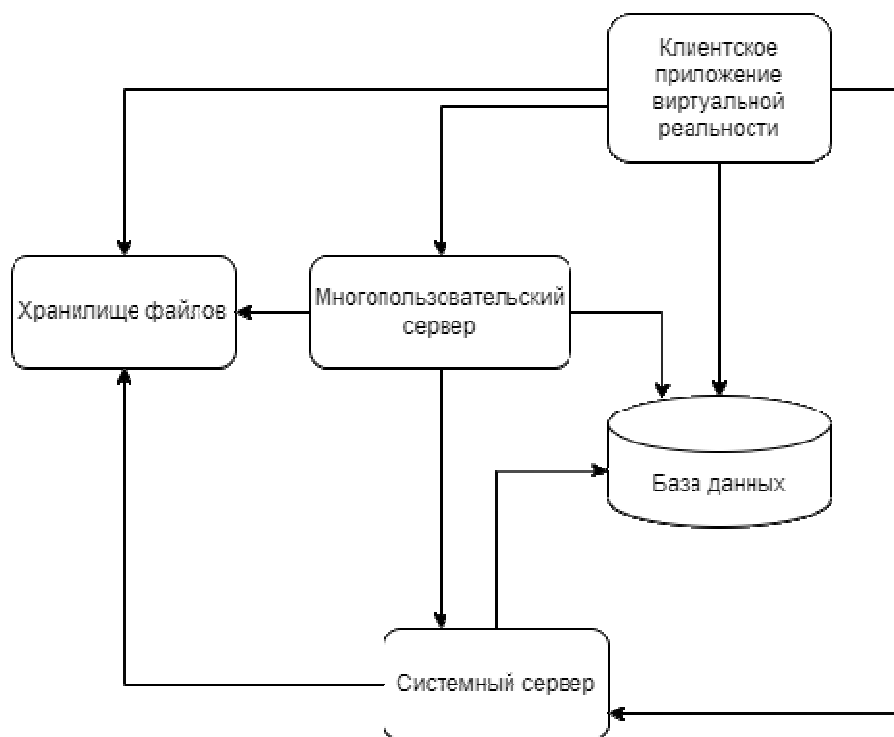 Клиентское
приложение
виртуальной
реальности
Хранилище файлов
Многопользовательский
сервер
База данных
Системный сервер